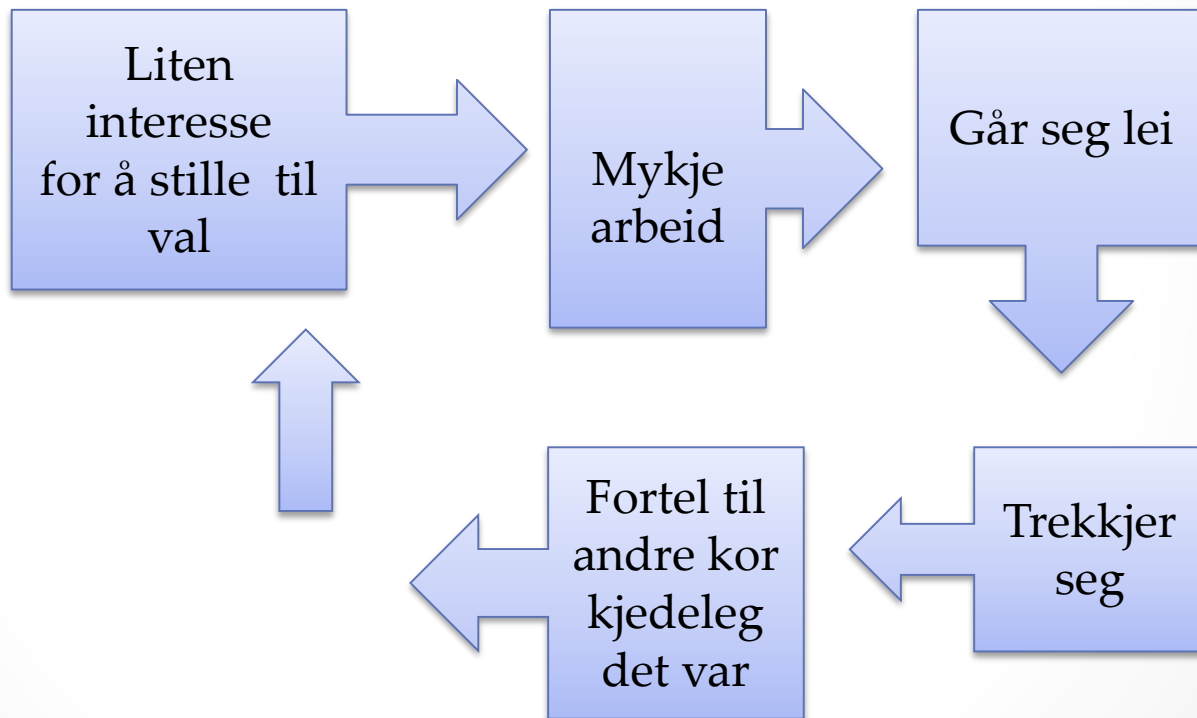 Liten
interesse
for å stille  til
val
Mykje
arbeid
Går seg lei
Trekkjer
seg
Fortel til
andre kor
kjedeleg
det var